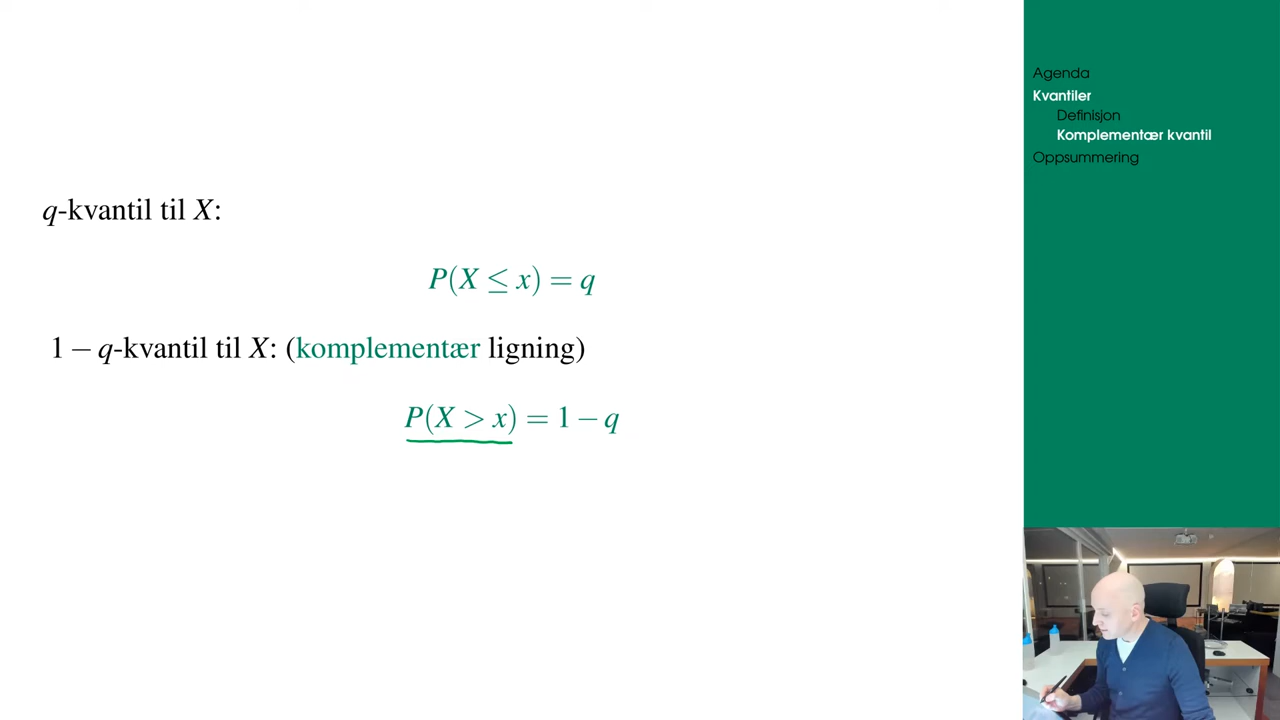 q-kvantil til X:
P(X ≤ x) = q
1 − q-kvantil til X: (komplementær ligning)
P(X > x) = 1 − q
Agenda
Kvantiler
Definisjon
Komplementær kvantil
Oppsummering